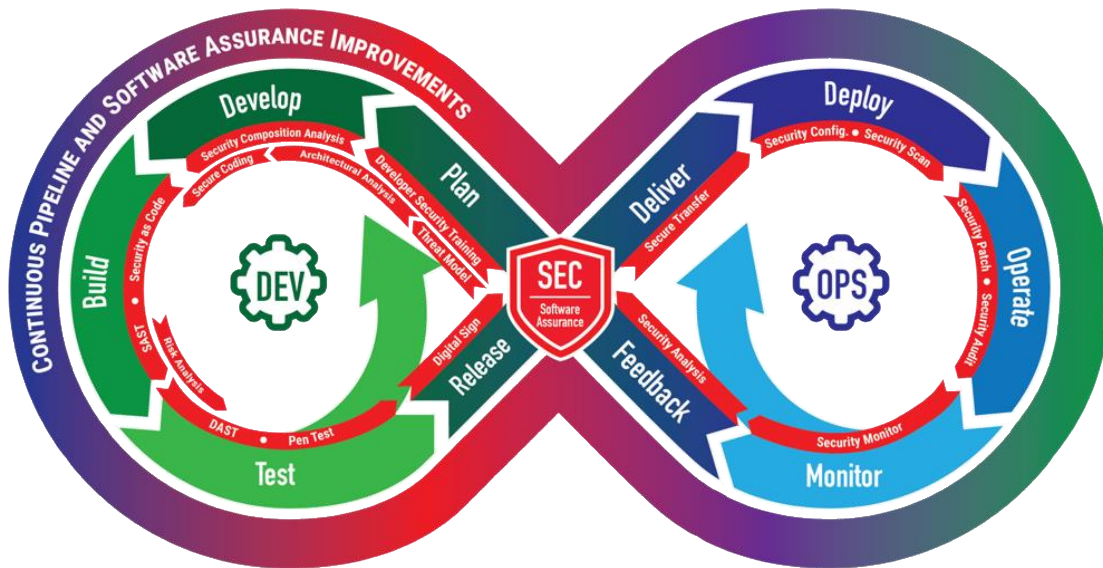 CONTINUOUS PIPELINE AND SOFTWARE ASSURANCE IMPROVEMENTS
Plan
Developer Security Training
Threat Model
Develop
Security Composition Analysis
Architectural Analysis
Secure Coding
Build
Security as Code • SAST
Risk Analysis
Test
DAST • Pen Test
Release
Digital Sign
DEV
SEC
Software
Assurance
Deliver
Secure Transfer
Deploy
Security Config. • Security Scan
Operate
Security Patch • Security Audit
Monitor
Security Monitor
Feedback
Security Analysis
OPS